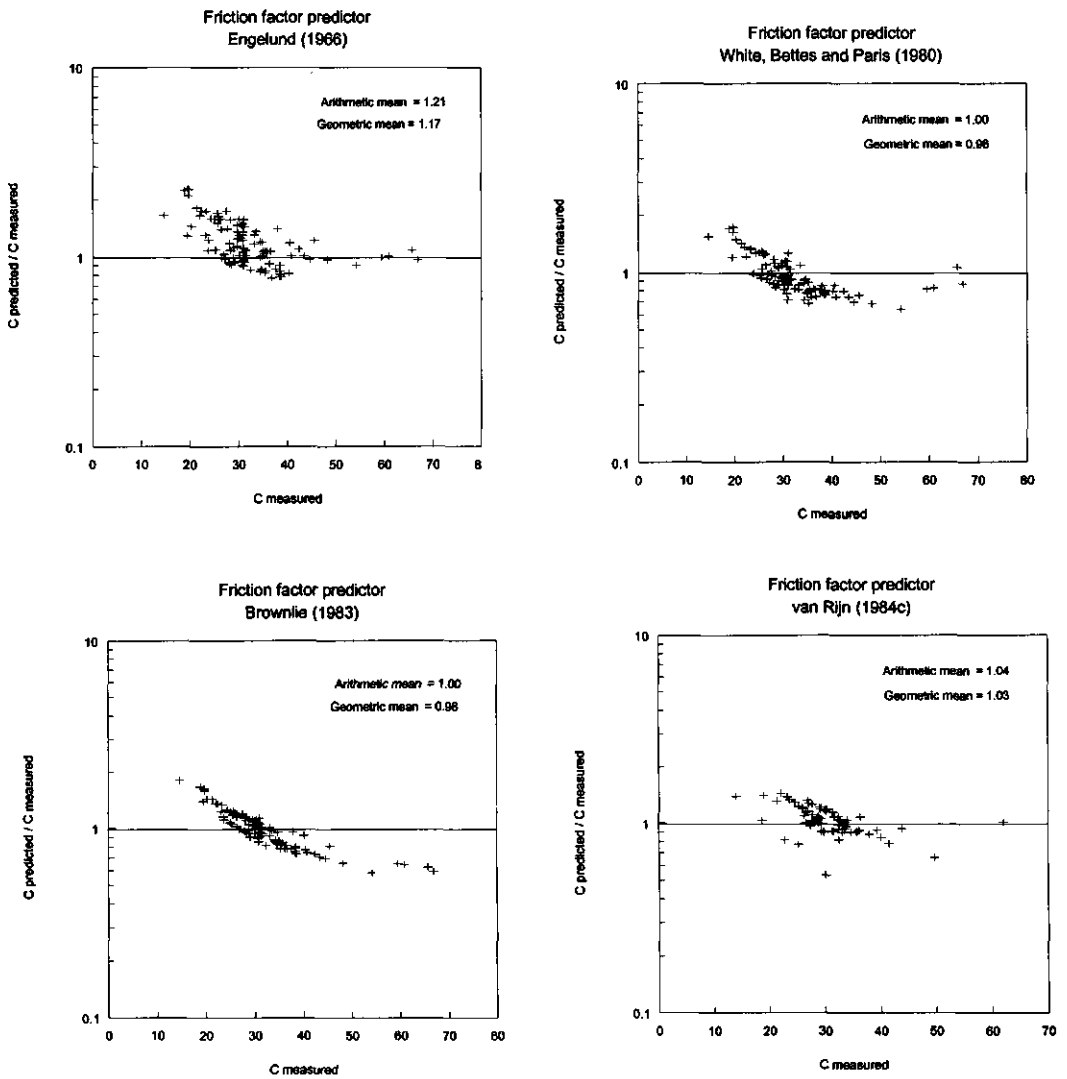 Friction factor predictor
Engelund (1966)
10
Arithmetic mean = 1.21
Geometric mean = 1.17
C predicted / C measured
1
0.1
0 10 20 30 40 50 60 70 8
C measured
Friction factor predictor
White, Bettes and Paris (1980)
10
Arithmetic mean = 1.00
Geometric mean = 0.98
C predicted / C measured
1
0.1
0 10 20 30 40 50 60 70 80
C measured
Friction factor predictor
Brownlie (1983)
10
Arithmetic mean = 1.00
Geometric mean = 0.98
C predicted / C measured
1
0.1
0 10 20 30 40 50 60 70 80
C measured
Friction factor predictor
van Rijn (1984c)
10
Arithmetic mean = 1.04
Geometric mean = 1.03
C predicted / C measured
1
0.1
0 10 20 30 40 50 60 70
C measured